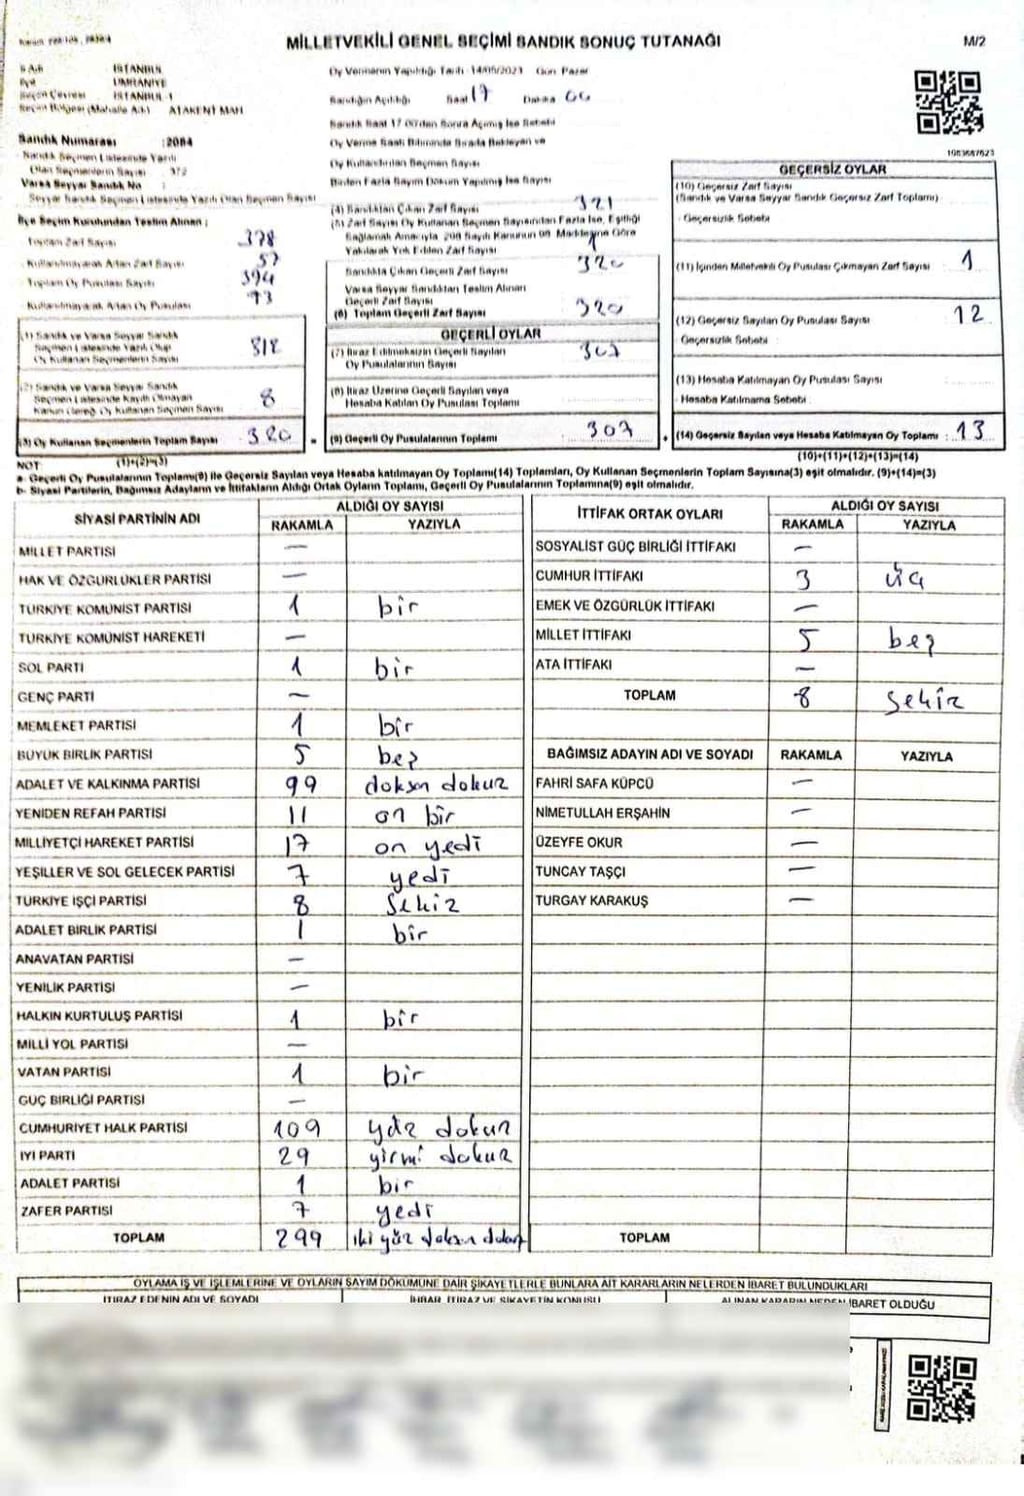 MİLLETVEKİLİ GENEL SEÇİMİ SANDIK SONUÇ TUTANAĞI
M/2
İSTANBUL
ÜMRANİYE
Seçim Çevresi : İSTANBUL-1
Seçim Bölgesi (Mahalle Adı) ATAKENT MAH
Sandık Numarası : 2084
Sandık Seçmen Listesinde Yazılı
Olan Seçmenlerin Sayısı 372
Varsa Seyyar Sandık No :
Seyyar Sandık Seçmen Listesinde Yazılı Olan Seçmen Sayısı
İlçe Seçim Kurulundan Teslim Alınan ;
Toplam Zarf Sayısı 378
Kullanılmayarak Artan Zarf Sayısı 57
Toplam Oy Pusulası Sayısı 394
Kullanılmayarak Artan Oy Pusulası 73
(1) Sandık ve Varsa Seyyar Sandık
Seçmen Listesinde Yazılı Olup
Oy Kullanan Seçmenlerin Sayısı 312
(2) Sandık ve Varsa Seyyar Sandık
Seçmen Listesinde Kayıtlı Olmayan
Kanun Gereği Oy Kullanan Seçmen Sayısı 8
(3) Oy Kullanan Seçmenlerin Toplam Sayısı 320
Oy Vermenin Yapıldığı Tarih 14/05/2023 Gün Pazar
Sandığın Açıldığı Saat 17 Dakika 00
Sandık Saat 17.00'den Sonra Açılmış İse Sebebi
Oy Verme Saati Bitiminde Sırada Bekleyen ve
Oy Kullandırılan Seçmen Sayısı
Birden Fazla Sayım Döküm Yapılmış İse Sayısı
(4) Sandıktan Çıkan Zarf Sayısı 321
(5) Zarf Sayısı Oy Kullanan Seçmen Sayısından Fazla İse, Eşitliği
Sağlamak Amacıyla 298 Sayılı Kanunun 98. Maddesine Göre
Yakılarak Yok Edilen Zarf Sayısı 1
Sandıkta Çıkan Geçerli Zarf Sayısı 320
Varsa Seyyar Sandıktan Teslim Alınan
Geçerli Zarf Sayısı
(6) Toplam Geçerli Zarf Sayısı 320
GEÇERLİ OYLAR
(7) İtiraz Edilmeksizin Geçerli Sayılan
Oy Pusulalarının Sayısı 307
(8) İtiraz Üzerine Geçerli Sayılan veya
Hesaba Katılan Oy Pusulası Toplamı
(9) Geçerli Oy Pusulalarının Toplamı 307
1983687623
GEÇERSİZ OYLAR
(10) Geçersiz Zarf Sayısı
(Sandık ve Varsa Seyyar Sandık Geçersiz Zarf Toplamı)
Geçersizlik Sebebi
(11) İçinden Milletvekili Oy Pusulası Çıkmayan Zarf Sayısı 1
(12) Geçersiz Sayılan Oy Pusulası Sayısı 12
Geçersizlik Sebebi
(13) Hesaba Katılmayan Oy Pusulası Sayısı
Hesaba Katılmama Sebebi
(14) Geçersiz Sayılan veya Hesaba Katılmayan Oy Toplamı : 13
NOT: (1)+(2)=(3) (10)+(11)+(12)+(13)=(14)
a- Geçerli Oy Pusulalarının Toplamı(9) ile Geçersiz Sayılan veya Hesaba katılmayan Oy Toplamı(14) Toplamları, Oy Kullanan Seçmenlerin Toplam Sayısına(3) eşit olmalıdır. (9)+(14)=(3)
b- Siyasi Partilerin, Bağımsız Adayların ve İttifakların Aldığı Ortak Oyların Toplamı, Geçerli Oy Pusulalarının Toplamına(9) eşit olmalıdır.
SİYASİ PARTİNİN ADI ALDIĞI OY SAYISI
RAKAMLA YAZIYLA
MİLLET PARTİSİ —
HAK VE ÖZGÜRLÜKLER PARTİSİ —
TÜRKİYE KOMÜNİST PARTİSİ 1 bir
TÜRKİYE KOMÜNİST HAREKETİ —
SOL PARTİ 1 bir
GENÇ PARTİ —
MEMLEKET PARTİSİ 1 bir
BÜYÜK BİRLİK PARTİSİ 5 beş
ADALET VE KALKINMA PARTİSİ 99 doksan dokuz
YENİDEN REFAH PARTİSİ 11 on bir
MİLLİYETÇİ HAREKET PARTİSİ 17 on yedi
YEŞİLLER VE SOL GELECEK PARTİSİ 7 yedi
TÜRKİYE İŞÇİ PARTİSİ 8 Sekiz
ADALET BİRLİK PARTİSİ 1 bir
ANAVATAN PARTİSİ —
YENİLİK PARTİSİ —
HALKIN KURTULUŞ PARTİSİ 1 bir
MİLLİ YOL PARTİSİ —
VATAN PARTİSİ 1 bir
GÜÇ BİRLİĞİ PARTİSİ —
CUMHURİYET HALK PARTİSİ 109 yüz dokuz
İYİ PARTİ 29 yirmi dokuz
ADALET PARTİSİ 1 bir
ZAFER PARTİSİ 7 yedi
TOPLAM 299 iki yüz doksan dokuz
İTTİFAK ORTAK OYLARI ALDIĞI OY SAYISI
RAKAMLA YAZIYLA
SOSYALİST GÜÇ BİRLİĞİ İTTİFAKI —
CUMHUR İTTİFAKI 3 üç
EMEK VE ÖZGÜRLÜK İTTİFAKI —
MİLLET İTTİFAKI 5 beş
ATA İTTİFAKI —
TOPLAM 8 Sekiz
BAĞIMSIZ ADAYIN ADI VE SOYADI RAKAMLA YAZIYLA
FAHRİ SAFA KÜPCÜ —
NİMETULLAH ERŞAHİN —
ÜZEYFE OKUR —
TUNCAY TAŞÇI —
TURGAY KARAKUŞ —
TOPLAM
OYLAMA İŞ VE İŞLEMLERİNE VE OYLARIN SAYIM DÖKÜMÜNE DAİR ŞİKAYETLERLE BUNLARA AİT KARARLARIN NELERDEN İBARET BULUNDUKLARI
İTİRAZ EDENİN ADI VE SOYADI İHBAR, İTİRAZ VE ŞİKAYETİN KONUSU ALINAN KARARIN NEDEN İBARET OLDUĞU